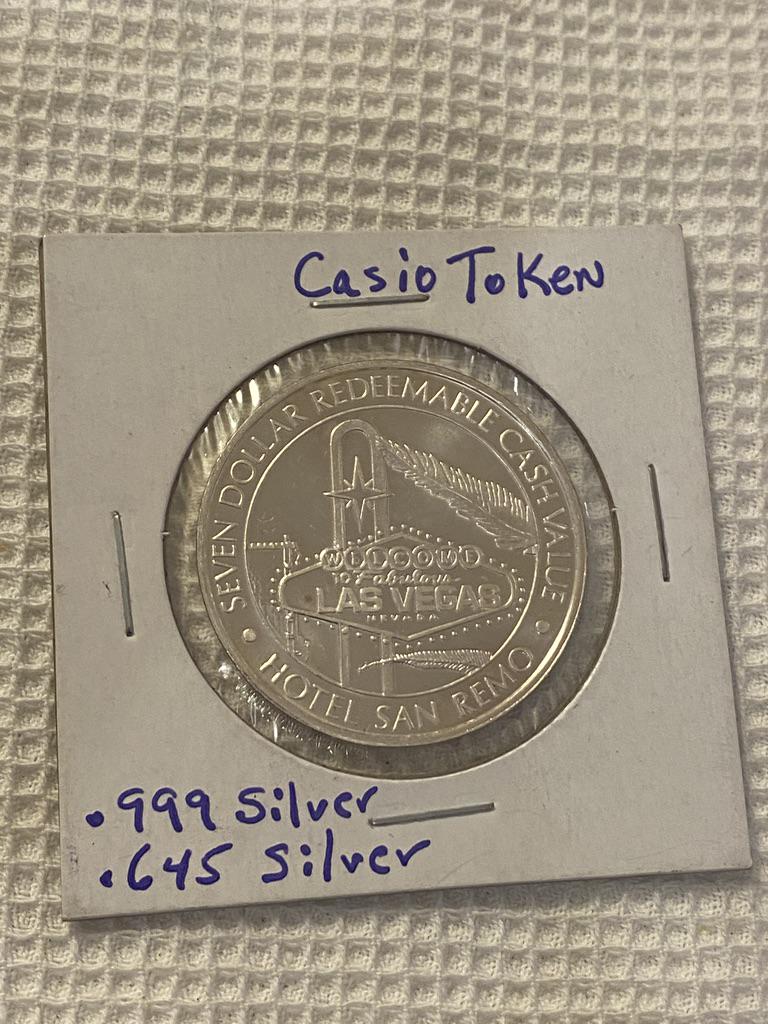 Casio Token
SEVEN DOLLAR REDEEMABLE CASH VALUE
WELCOME
TO Fabulous
LAS VEGAS
NEVADA
• HOTEL SAN REMO •
.999 Silver
.645 Silver